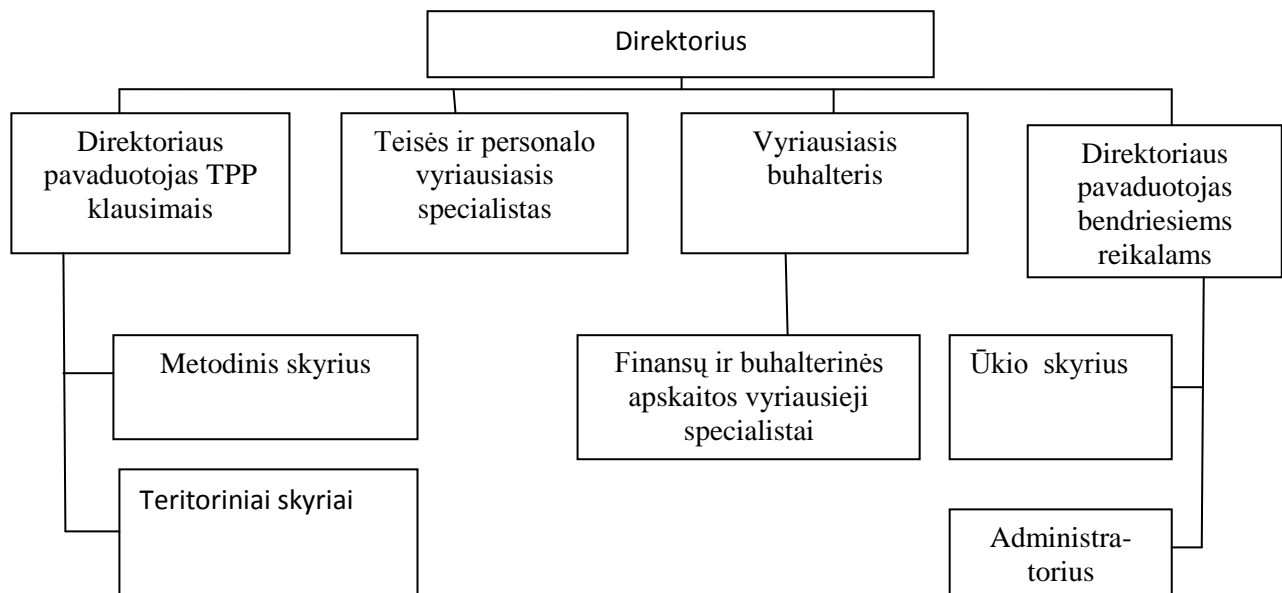 Direktorius
Direktoriaus
pavaduotojas TPP
klausimais
Teisės ir personalo
vyriausiasis
specialistas
Vyriausiasis
buhalteris
Direktoriaus
pavaduotojas
bendriesiems
reikalams
Metodinis skyrius
Finansų ir buhalterinės
apskaitos vyriausieji
specialistai
Ūkio skyrius
Teritoriniai skyriai
Administra-
torius